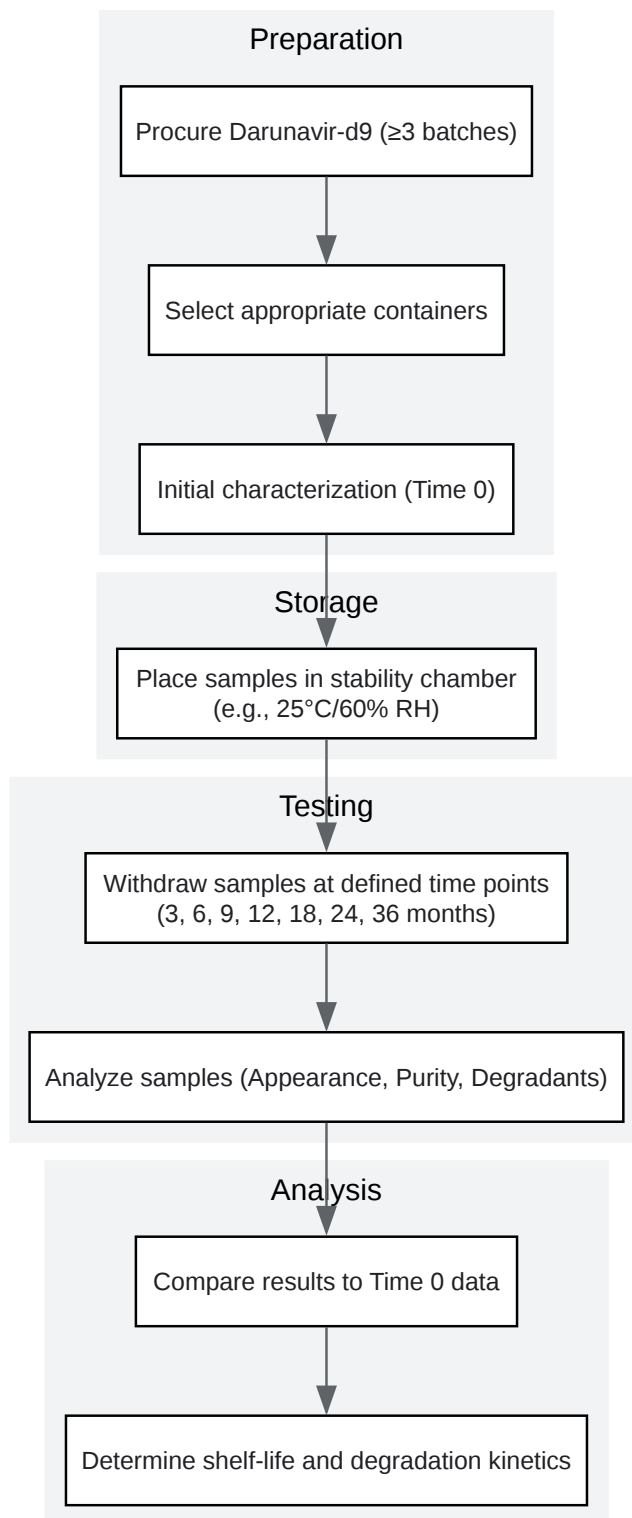 Preparation
Procure Darunavir-d9 (≥3 batches)
Select appropriate containers
Initial characterization (Time 0)
Storage
Place samples in stability chamber
(e.g., 25°C/60% RH)
Testing
Withdraw samples at defined time points
(3, 6, 9, 12, 18, 24, 36 months)
Analyze samples (Appearance, Purity, Degradants)
Analysis
Compare results to Time 0 data
Determine shelf-life and degradation kinetics